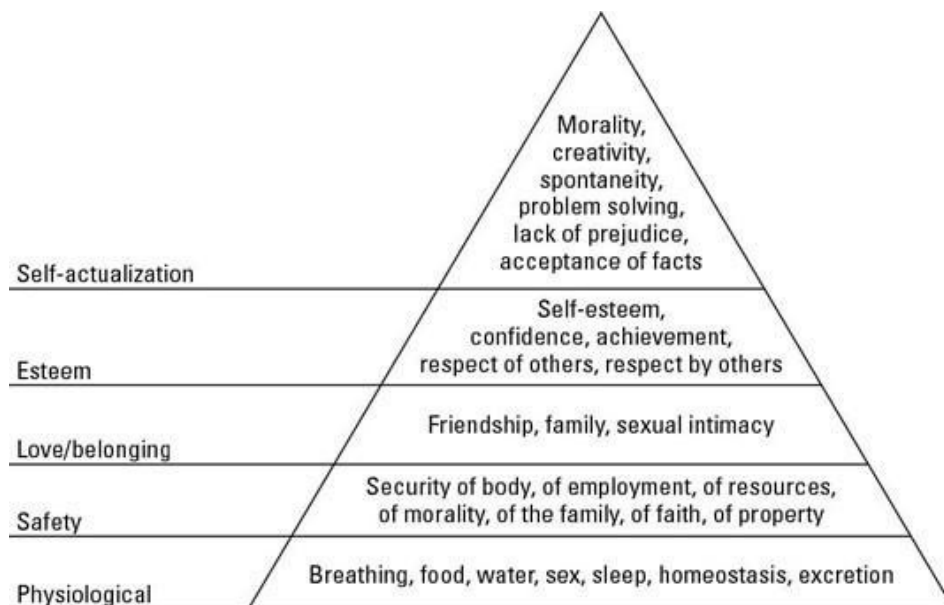 Morality,
creativity,
spontaneity,
problem solving,
lack of prejudice,
acceptance of facts
Self-actualization
Self-esteem,
confidence, achievement,
respect of others, respect by others
Esteem
Friendship, family, sexual intimacy
Love/belonging
Security of body, of employment, of resources,
of morality, of the family, of faith, of property
Safety
Breathing, food, water, sex, sleep, homeostasis, excretion
Physiological